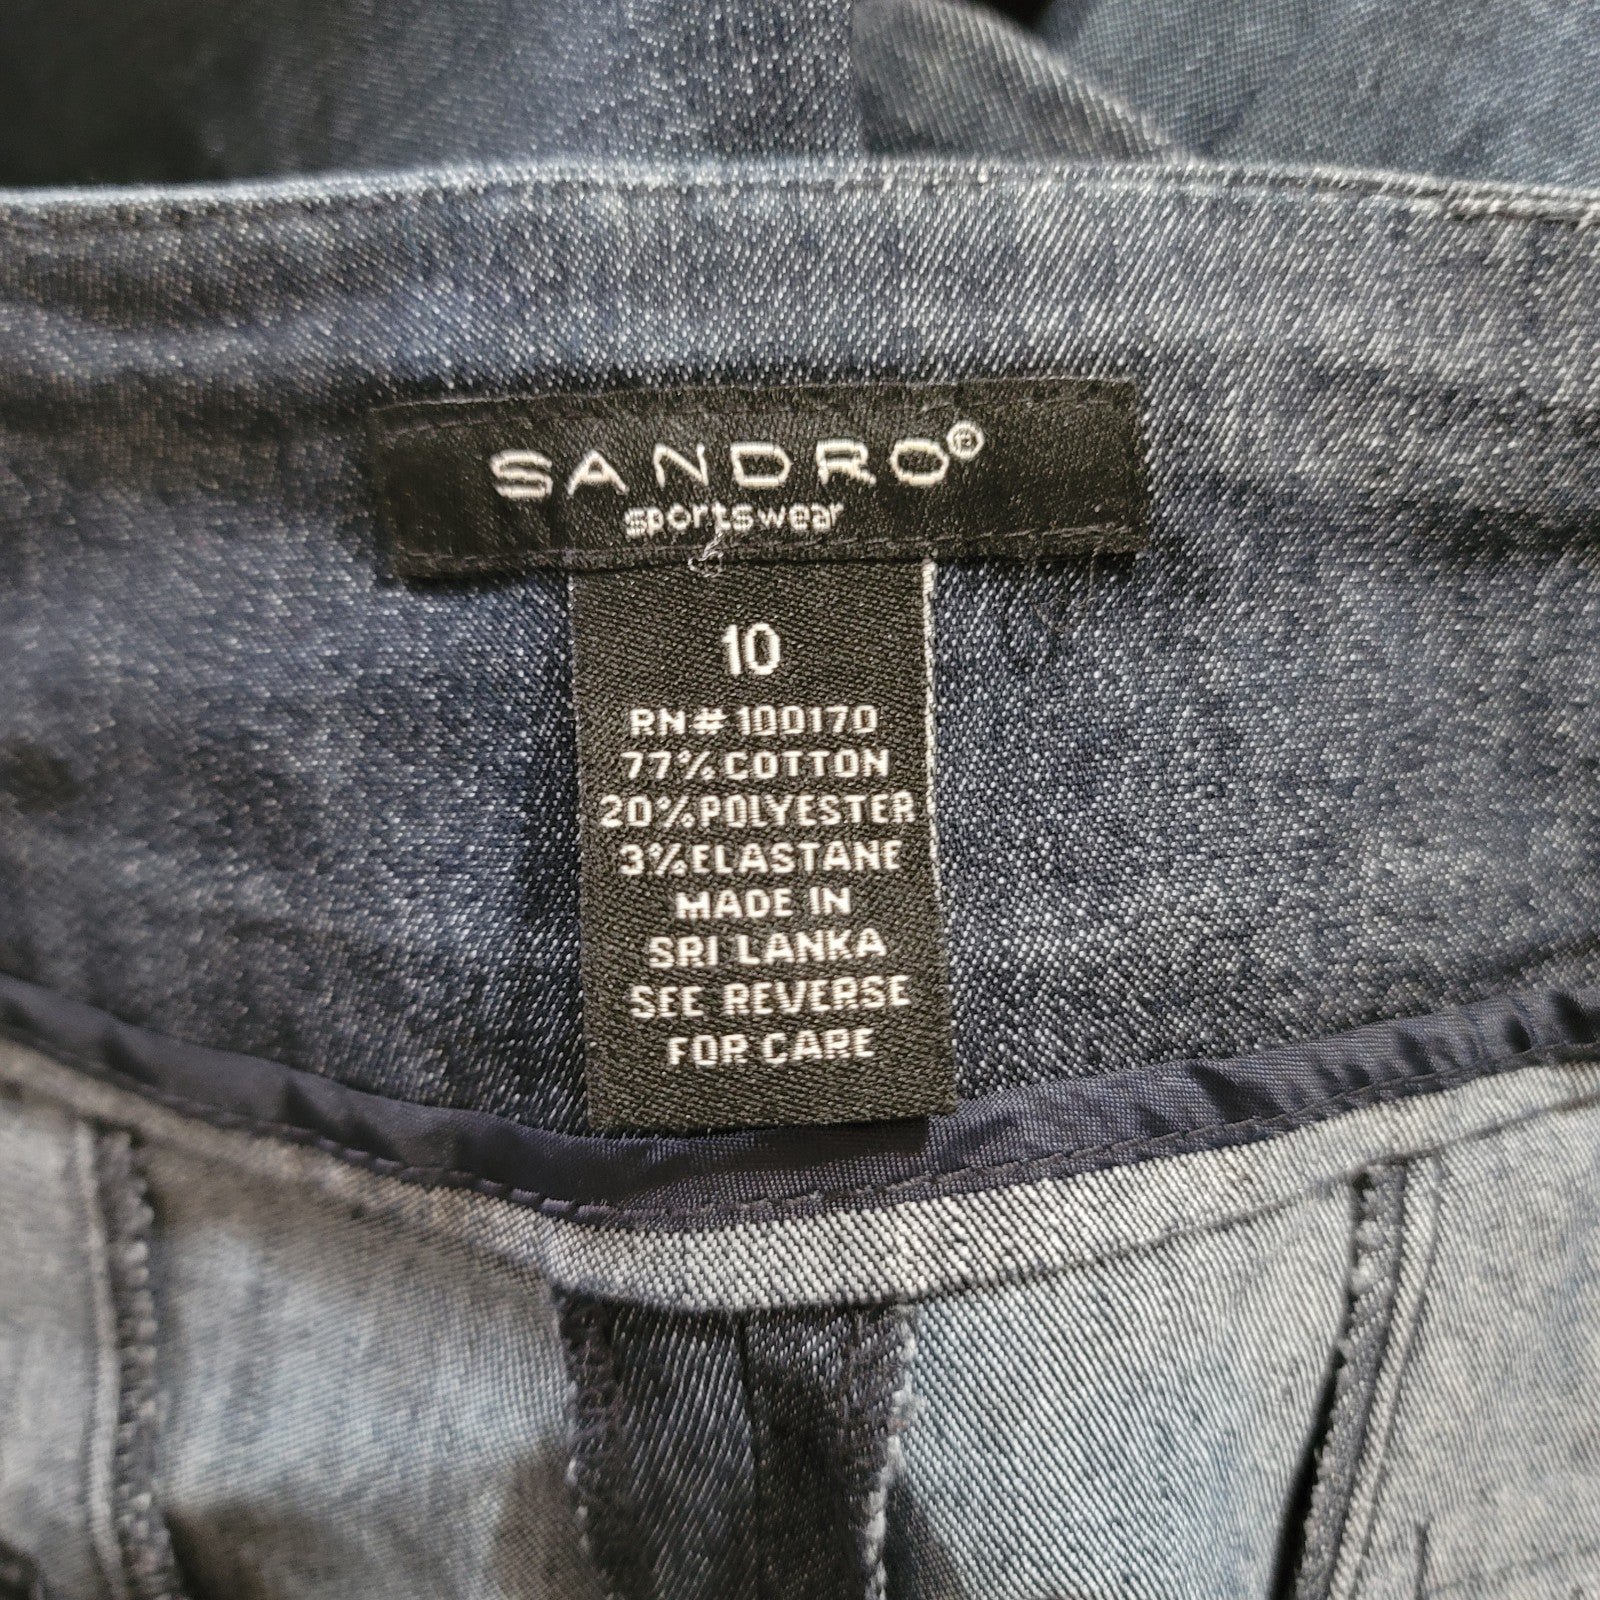 SANDRO®
sportswear
10
RN# 100170
77% COTTON
20% POLYESTER
3% ELASTANE
MADE IN
SRI LANKA
SEE REVERSE
FOR CARE